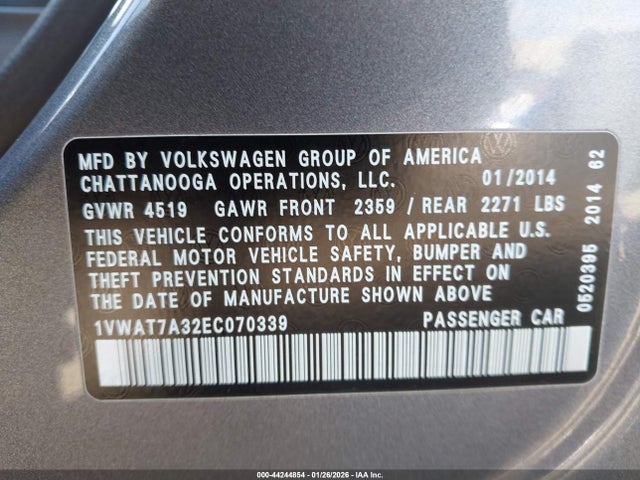 MFD BY VOLKSWAGEN GROUP OF AMERICA
CHATTANOOGA OPERATIONS, LLC. 01/2014
GVWR 4519 GAWR FRONT 2359 / REAR 2271 LBS
THIS VEHICLE CONFORMS TO ALL APPLICABLE U.S.
FEDERAL MOTOR VEHICLE SAFETY, BUMPER AND
THEFT PREVENTION STANDARDS IN EFFECT ON
THE DATE OF MANUFACTURE SHOWN ABOVE
1VWAT7A32EC070339 PASSENGER CAR
0520395 2014 62
000-44244854 | 01/26/2026 | IAA Inc.